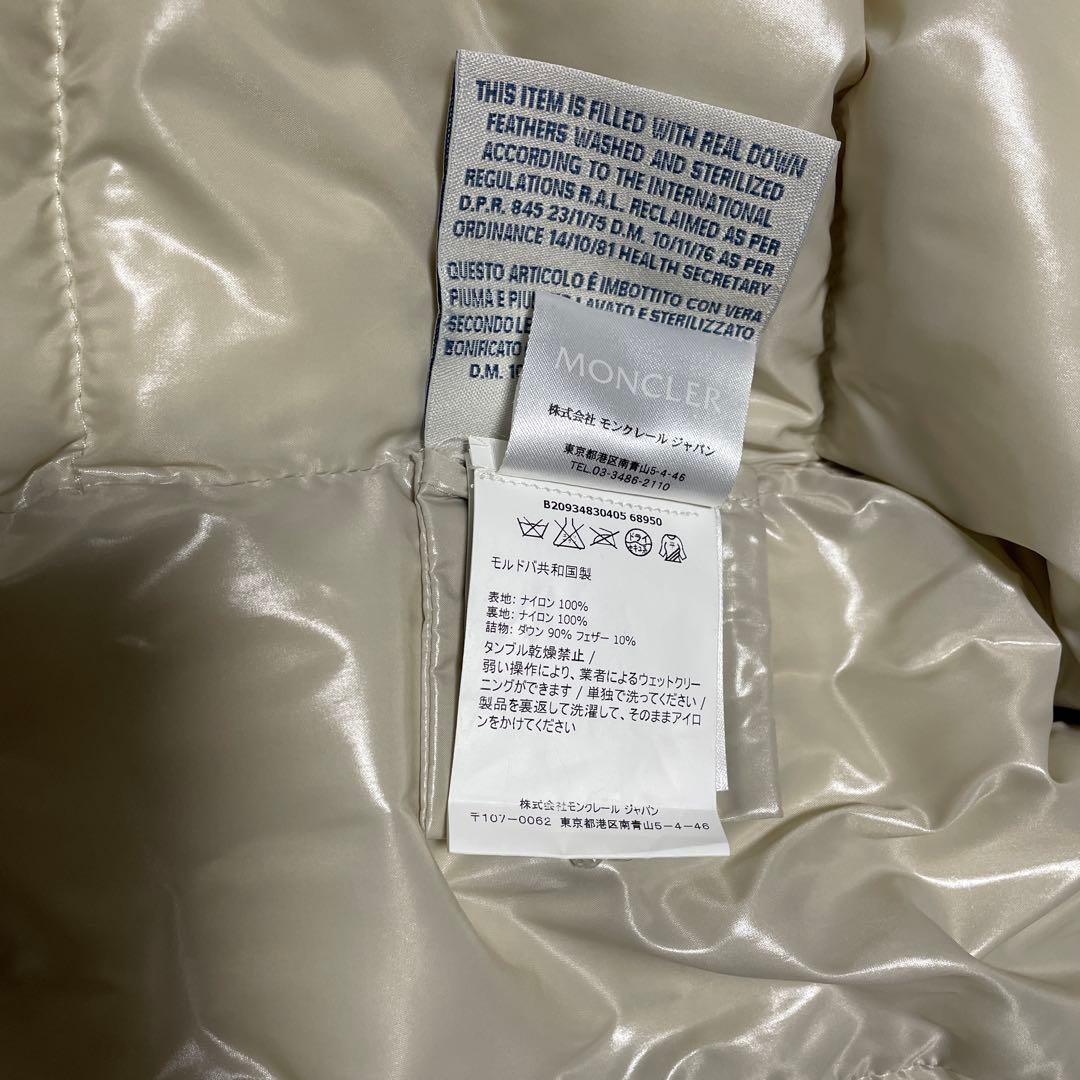 THIS ITEM IS FILLED WITH REAL DOWN
FEATHERS WASHED AND STERILIZED
ACCORDING TO THE INTERNATIONAL
REGULATIONS R.A.L. RECLAIMED AS PER
D.P.R. 845 23/1/75 D.M. 10/11/76 AS PER
ORDINANCE 14/10/81 HEALTH SECRETARY
QUESTO ARTICOLO È IMBOTTITO CON VERA
PIUMA E LAVATO E STERILIZZATO
SECONDO
BONIFICATO
D.M.
MONCLER
株式会社 モンクレール ジャパン
東京都港区南青山5-4-46
TEL.03-3486-2110
B20934830405 68950
ドライ
モルドバ共和国製
表地: ナイロン 100%
裏地: ナイロン 100%
詰物: ダウン 90% フェザー 10%
タンブル乾燥禁止 /
弱い操作により、業者によるウェットクリー
ニングができます / 単独で洗ってください /
製品を裏返して洗濯して、そのままアイロ
ンをかけてください
株式会社モンクレール ジャパン
〒107-0062 東京都港区南青山5-4-46